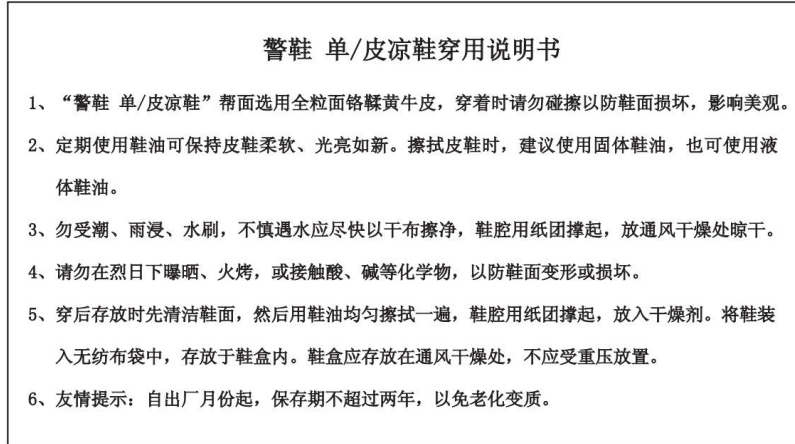 警鞋 单/皮凉鞋穿用说明书
1、“警鞋 单/皮凉鞋”帮面选用全粒面铬鞣黄牛皮，穿着时请勿碰擦以防鞋面损坏，影响美观。
2、定期使用鞋油可保持皮鞋柔软、光亮如新。擦拭皮鞋时，建议使用固体鞋油，也可使用液
体鞋油。
3、勿受潮、雨浸、水刷，不慎遇水应尽快以干布擦净，鞋腔用纸团撑起，放通风干燥处晾干。
4、请勿在烈日下曝晒、火烤，或接触酸、碱等化学物，以防鞋面变形或损坏。
5、穿后存放时先清洁鞋面，然后用鞋油均匀擦拭一遍，鞋腔用纸团撑起，放入干燥剂。将鞋装
入无纺布袋中，存放于鞋盒内。鞋盒应存放在通风干燥处，不应受重压放置。
6、友情提示：自出厂月份起，保存期不超过两年，以免老化变质。